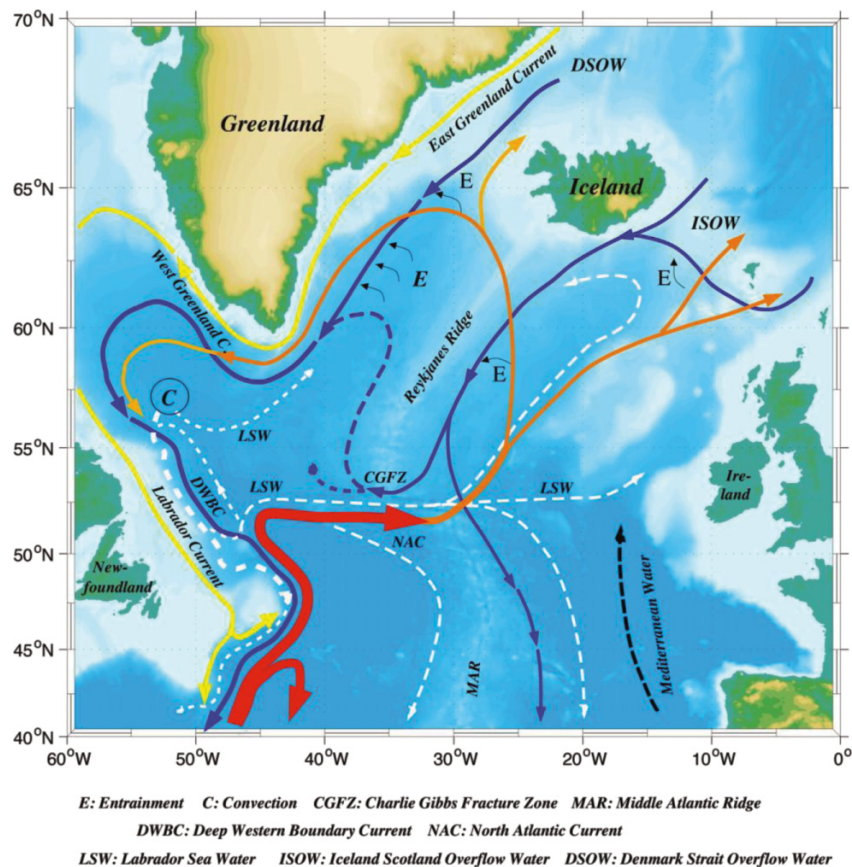 70°N
65°N
60°N
55°N
50°N
45°N
40°N
60°W
50°W
40°W
30°W
20°W
10°W
0°
DSOW
East Greenland Current
Greenland
E
Iceland
ISOW
West Greenland C.
E
E
Reykjanes Ridge
E
C
LSW
CGFZ
LSW
LSW
Ire-
land
DWBC
Labrador Current
NAC
New-
foundland
Mediterranean Water
MAR
E: Entrainment C: Convection CGFZ: Charlie Gibbs Fracture Zone MAR: Middle Atlantic Ridge
DWBC: Deep Western Boundary Current NAC: North Atlantic Current
LSW: Labrador Sea Water ISOW: Iceland Scotland Overflow Water DSOW: Denmark Strait Overflow Water